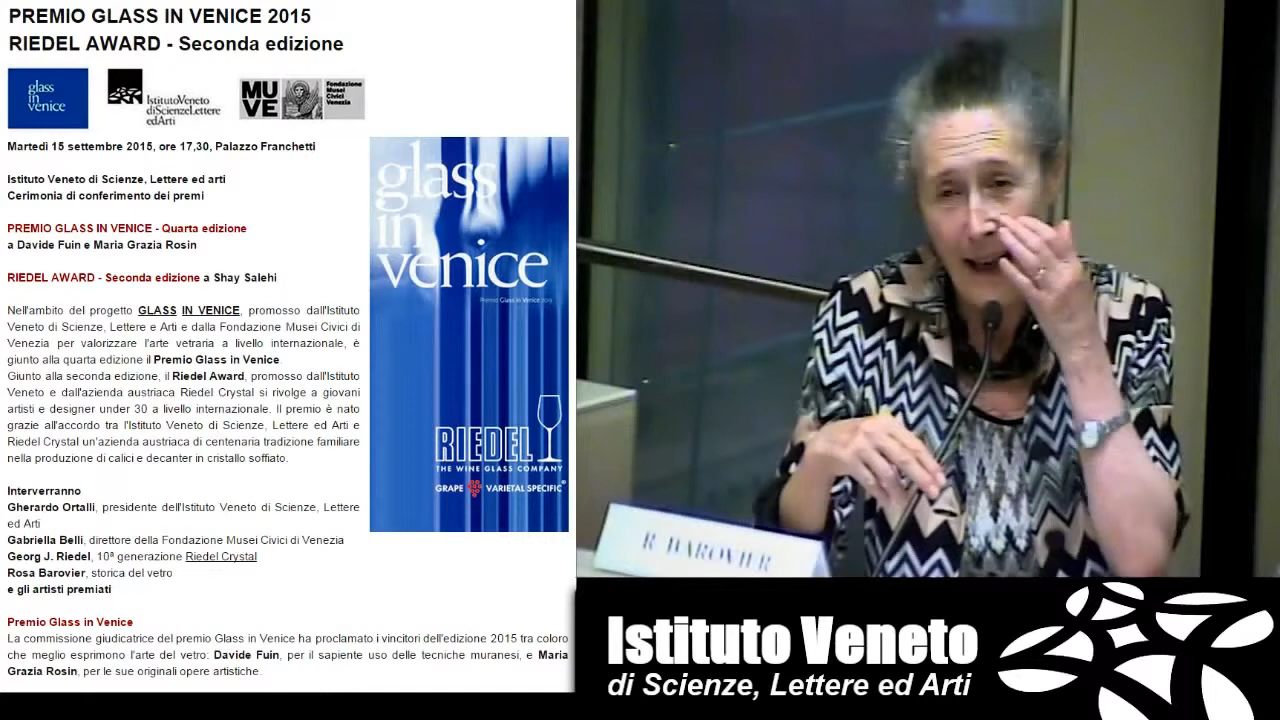 PREMIO GLASS IN VENICE 2015
RIEDEL AWARD - Seconda edizione
glass
in
venice
IstitutoVeneto
diScienzeLettere
edArti
MU
VE
Fondazione
Musei
Civici
Venezia
Martedì 15 settembre 2015, ore 17,30, Palazzo Franchetti
Istituto Veneto di Scienze, Lettere ed arti
Cerimonia di conferimento dei premi
PREMIO GLASS IN VENICE - Quarta edizione
a Davide Fuin e Maria Grazia Rosin
RIEDEL AWARD - Seconda edizione a Shay Salehi
Nell'ambito del progetto GLASS IN VENICE, promosso dall'Istituto
Veneto di Scienze, Lettere e Arti e dalla Fondazione Musei Civici di
Venezia per valorizzare l'arte vetraria a livello internazionale, è
giunto alla quarta edizione il Premio Glass in Venice.
Giunto alla seconda edizione, il Riedel Award, promosso dall'Istituto
Veneto e dall'azienda austriaca Riedel Crystal si rivolge a giovani
artisti e designer under 30 a livello internazionale. Il premio è nato
grazie all'accordo tra l'Istituto Veneto di Scienze, Lettere ed Arti e
Riedel Crystal un'azienda austriaca di centenaria tradizione familiare
nella produzione di calici e decanter in cristallo soffiato.
Interverranno
Gherardo Ortalli, presidente dell'Istituto Veneto di Scienze, Lettere
ed Arti
Gabriella Belli, direttore della Fondazione Musei Civici di Venezia
Georg J. Riedel, 10ª generazione Riedel Crystal
Rosa Barovier, storica del vetro
e gli artisti premiati
Premio Glass in Venice
La commissione giudicatrice del premio Glass in Venice ha proclamato i vincitori dell'edizione 2015 tra coloro
che meglio esprimono l'arte del vetro: Davide Fuin, per il sapiente uso delle tecniche muranesi, e Maria
Grazia Rosin, per le sue originali opere artistiche.
glass
in
venice
Premio Glass in Venice 2015
RIEDEL
THE WINE GLASS COMPANY
GRAPE VARIETAL SPECIFIC®
R. BAROVIER
Istituto Veneto
di Scienze, Lettere ed Arti